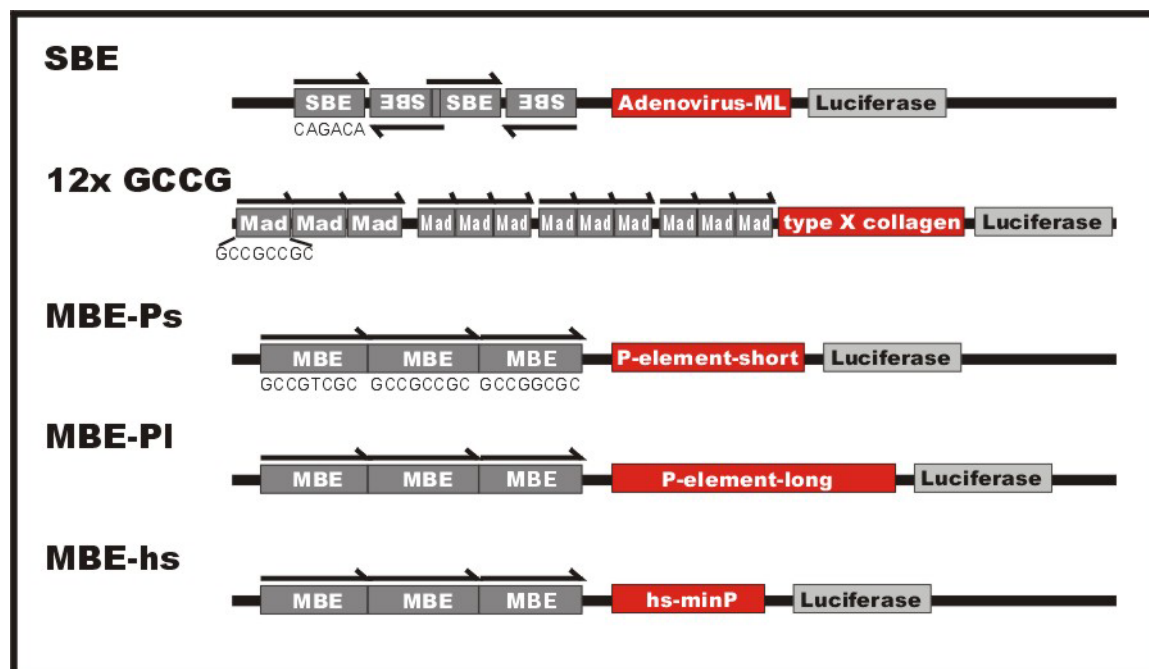 SBE
SBE SBE SBE SBE Adenovirus-ML Luciferase
CAGACA
12x GCCG
Mad Mad Mad Mad Mad Mad Mad Mad Mad Mad Mad Mad type X collagen Luciferase
GCCGCCGC
MBE-Ps
MBE MBE MBE P-element-short Luciferase
GCCGTCGC GCCGCCGC GCCGGCGC
MBE-Pl
MBE MBE MBE P-element-long Luciferase
MBE-hs
MBE MBE MBE hs-minP Luciferase